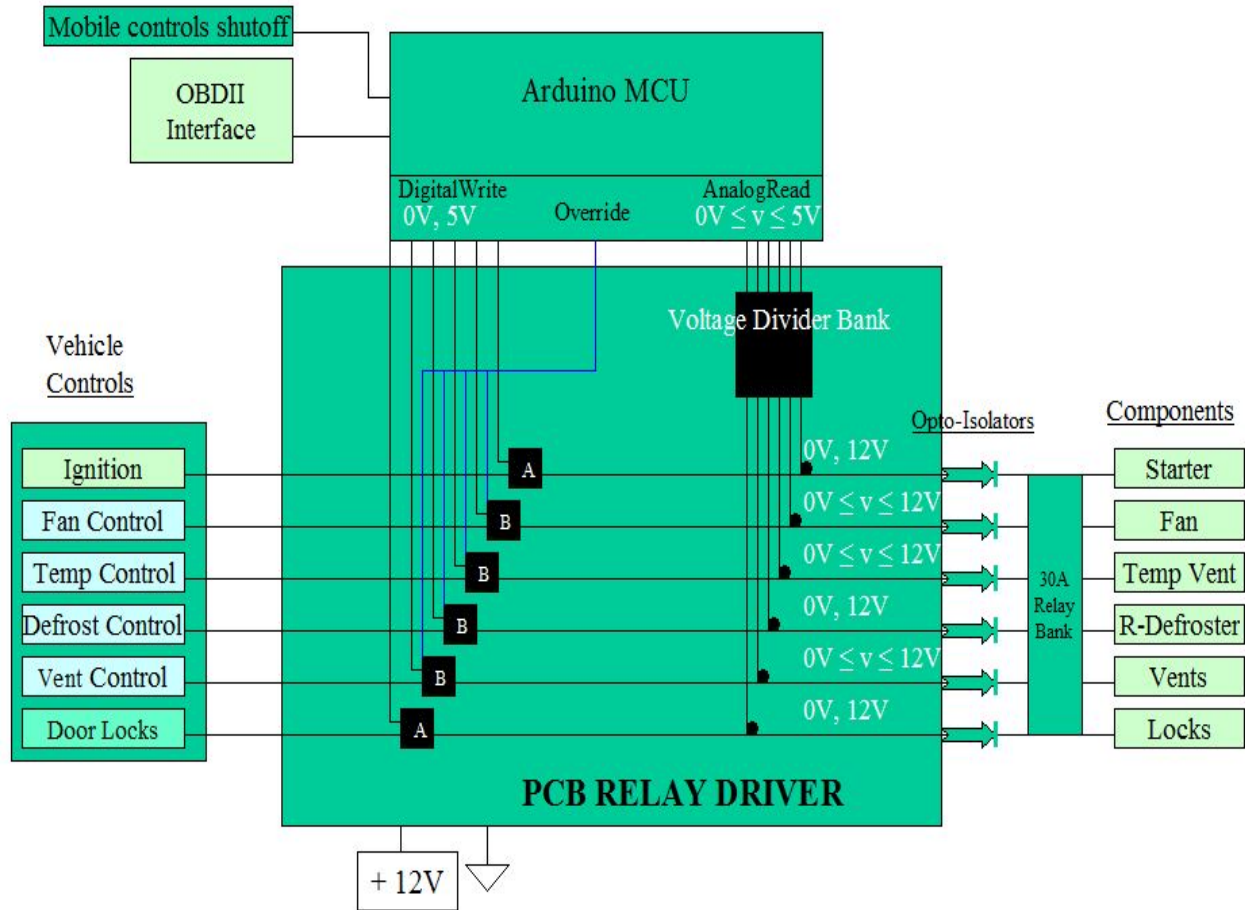 Mobile controls shutoff
OBDII
Interface
Arduino MCU
DigitalWrite
0V, 5V
Override
AnalogRead
0V ≤ v ≤ 5V
Voltage Divider Bank
Vehicle
Controls
Opto-Isolators
Components
Ignition
A
0V, 12V
Starter
Fan Control
B
0V ≤ v ≤ 12V
Fan
Temp Control
B
0V ≤ v ≤ 12V
Temp Vent
30A
Relay
Bank
Defrost Control
B
0V, 12V
R-Defroster
Vent Control
B
0V ≤ v ≤ 12V
Vents
Door Locks
A
0V, 12V
Locks
PCB RELAY DRIVER
+ 12V